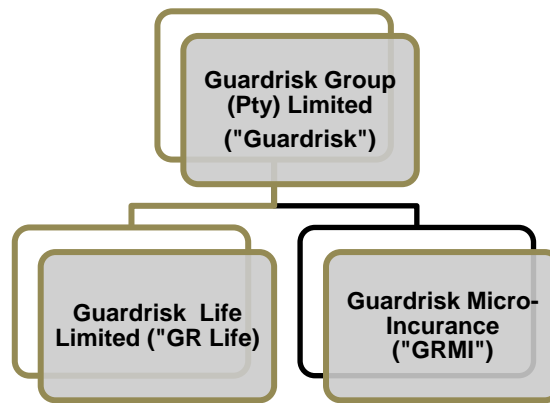 Guardrisk Group
(Pty) Limited
("Guardrisk")
Guardrisk Life
Limited ("GR Life)
Guardrisk Micro-
Incurance
("GRMI")